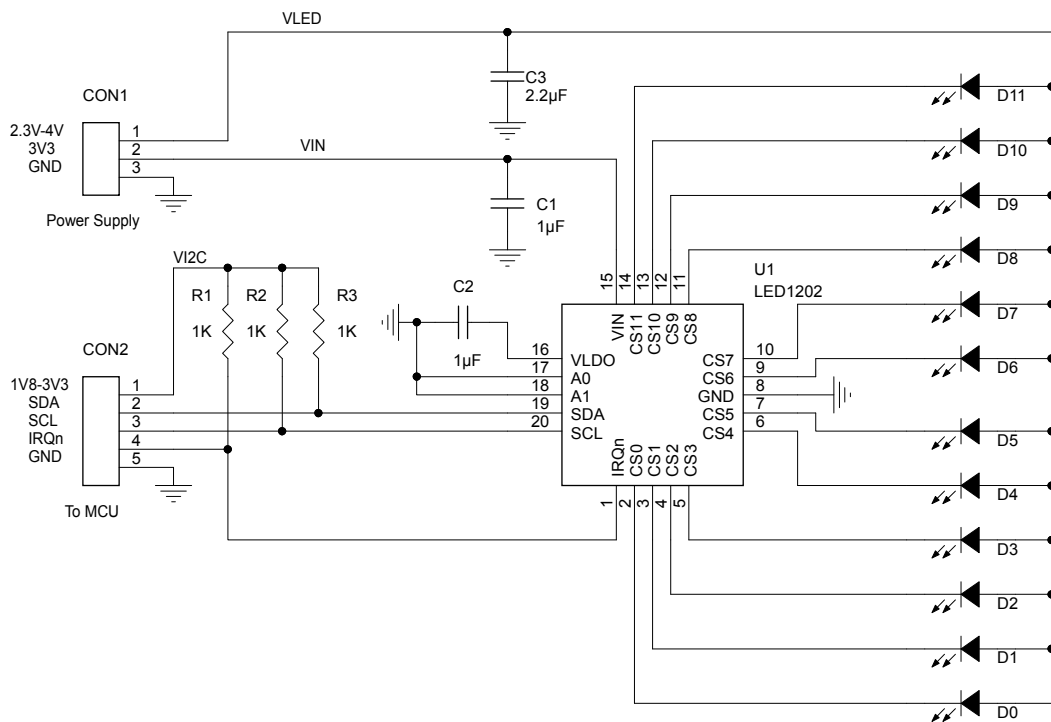 VLED
C3
2.2µF
CON1
2.3V-4V
3V3
GND
1
2
3
Power Supply
VIN
C1
1µF
VI2C
R1
1K
R2
1K
R3
1K
C2
1µF
CON2
1V8-3V3
SDA
SCL
IRQn
GND
1
2
3
4
5
To MCU
U1
LED1202
15
14
13
12
11
VIN
CS11
CS10
CS9
CS8
16
17
18
19
20
VLDO
A0
A1
SDA
SCL
CS7
CS6
GND
CS5
CS4
10
9
8
7
6
IRQn
CS0
CS1
CS2
CS3
1
2
3
4
5
D11
D10
D9
D8
D7
D6
D5
D4
D3
D2
D1
D0